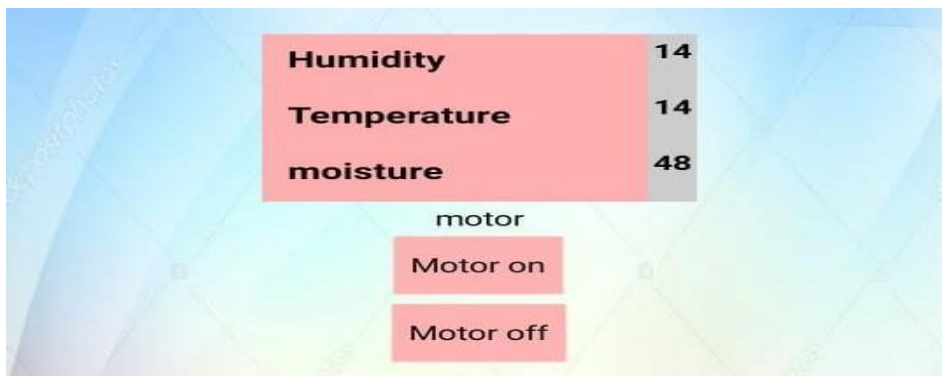 Humidity 14
Temperature 14
moisture 48
motor
Motor on
Motor off